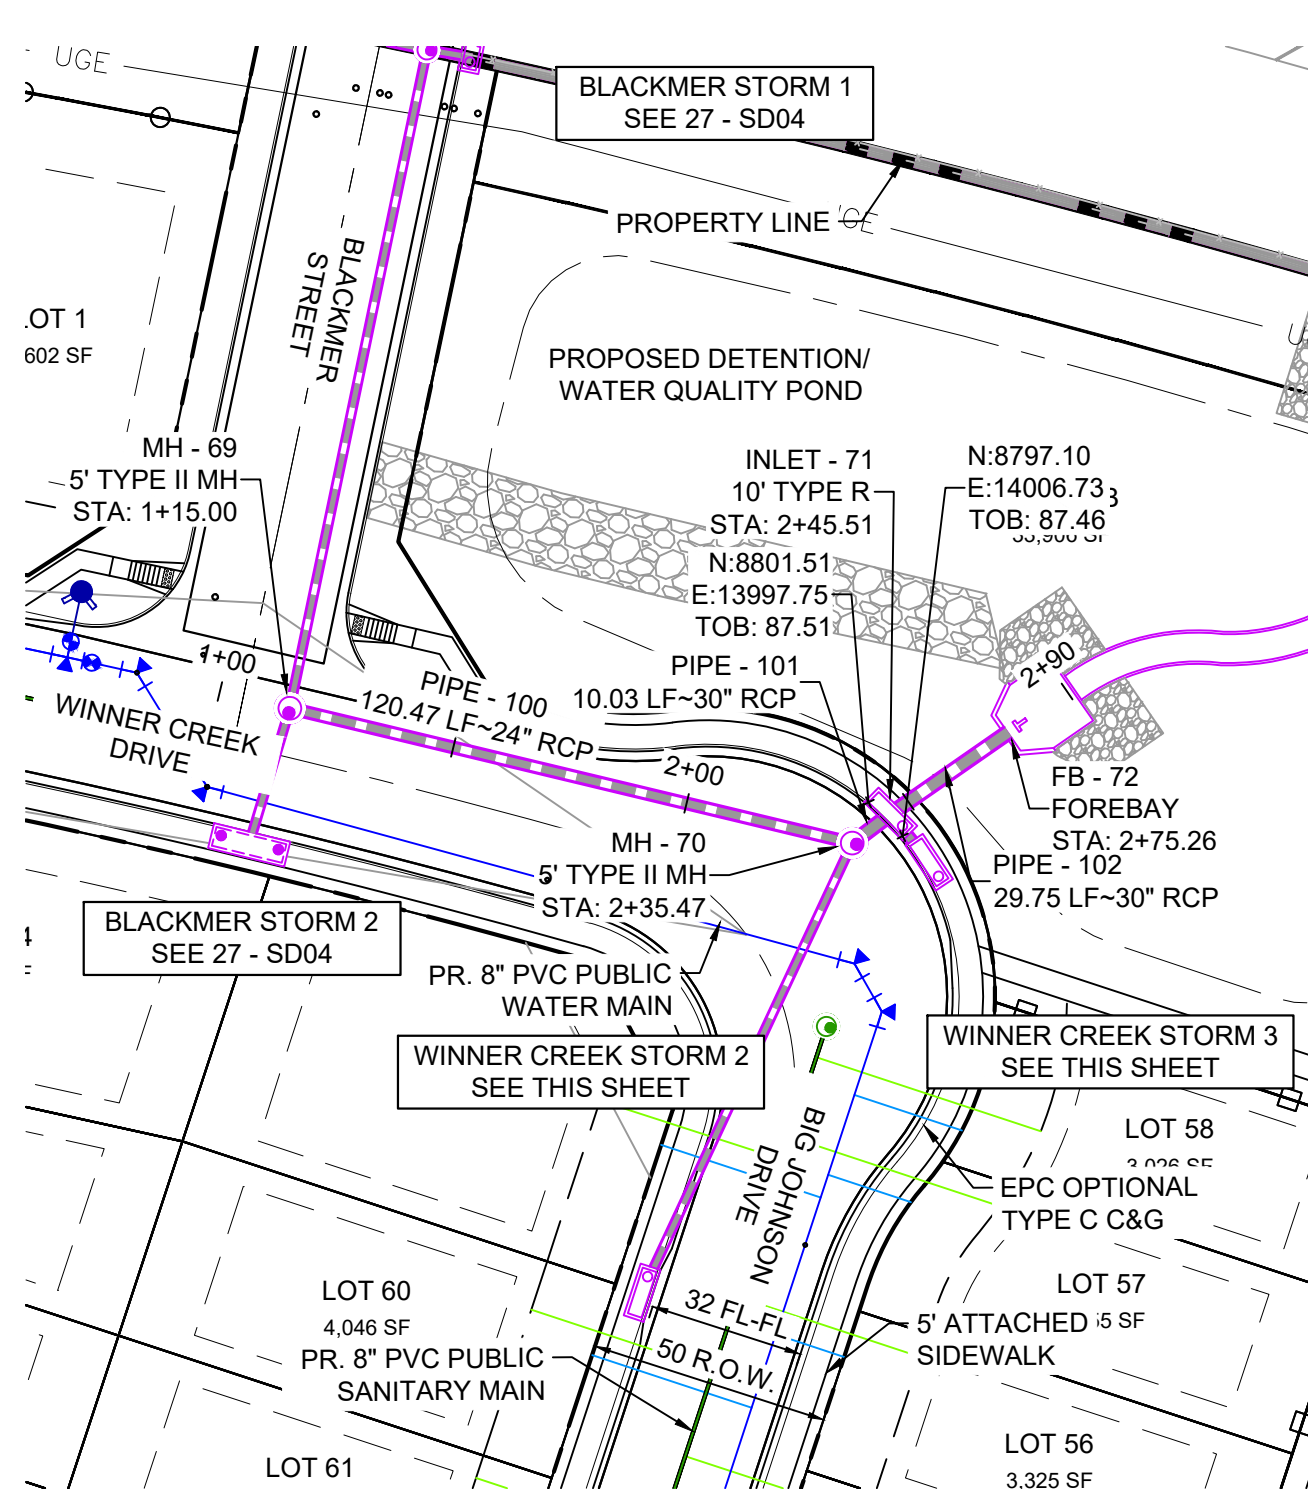 UGE
BLACKMER STORM 1
SEE 27 - SD04
PROPERTY LINE
BLACKMER
STREET
LOT 1
602 SF
PROPOSED DETENTION/
WATER QUALITY POND
MH - 69
5' TYPE II MH
STA: 1+15.00
INLET - 71
10' TYPE R
STA: 2+45.51
N:8797.10
E:14006.73
TOB: 87.46
N:8801.51
E:13997.75
TOB: 87.51
1+00
PIPE - 101
10.03 LF~30" RCP
2+90
PIPE - 100
120.47 LF~24" RCP
WINNER CREEK
DRIVE
2+00
FB - 72
FOREBAY
STA: 2+75.26
MH - 70
5' TYPE II MH
STA: 2+35.47
PIPE - 102
29.75 LF~30" RCP
BLACKMER STORM 2
SEE 27 - SD04
PR. 8" PVC PUBLIC
WATER MAIN
WINNER CREEK STORM 2
SEE THIS SHEET
WINNER CREEK STORM 3
SEE THIS SHEET
BIG JOHNSON
DRIVE
LOT 58
3,026 SF
EPC OPTIONAL
TYPE C C&G
LOT 60
4,046 SF
32 FL-FL
LOT 57
5 SF
5' ATTACHED
SIDEWALK
50 R.O.W.
PR. 8" PVC PUBLIC
SANITARY MAIN
LOT 61
LOT 56
3,325 SF